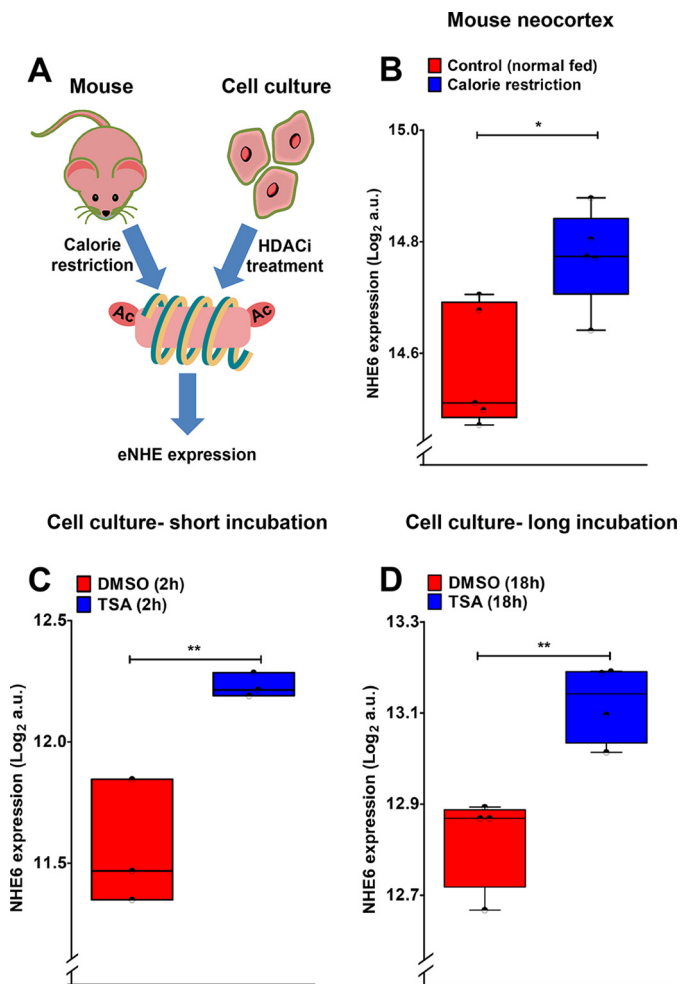 Mouse neocortex
A
Mouse
Cell culture
Calorie
restriction
HDACi
treatment
Ac
Ac
eNHE expression
B
Control (normal fed)
Calorie restriction
NHE6 expression (Log₂ a.u.)
15.0
14.8
14.6
*
Cell culture- short incubation
C
DMSO (2h)
TSA (2h)
NHE6 expression (Log₂ a.u.)
12.5
12.0
11.5
**
Cell culture- long incubation
D
DMSO (18h)
TSA (18h)
NHE6 expression (Log₂ a.u.)
13.3
13.1
12.9
12.7
**